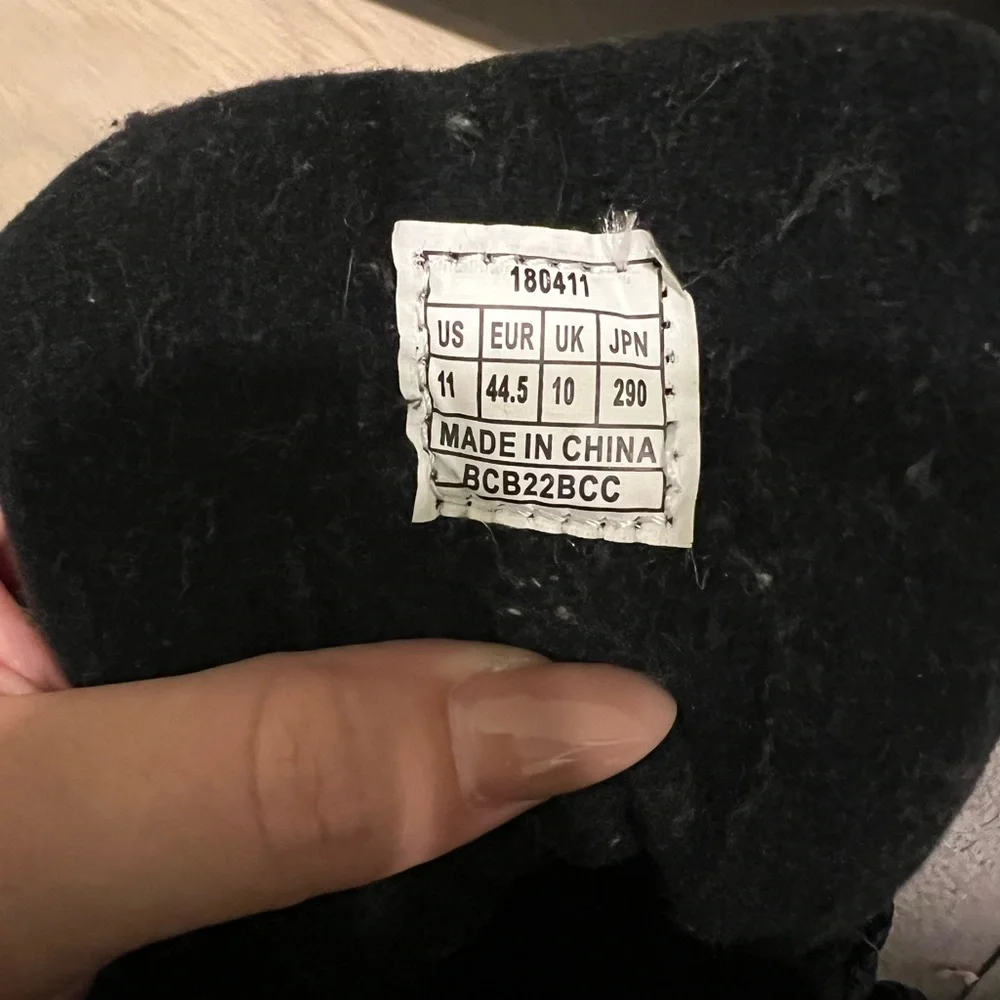 180411
US EUR UK JPN
11 44.5 10 290
MADE IN CHINA
BCB22BCC